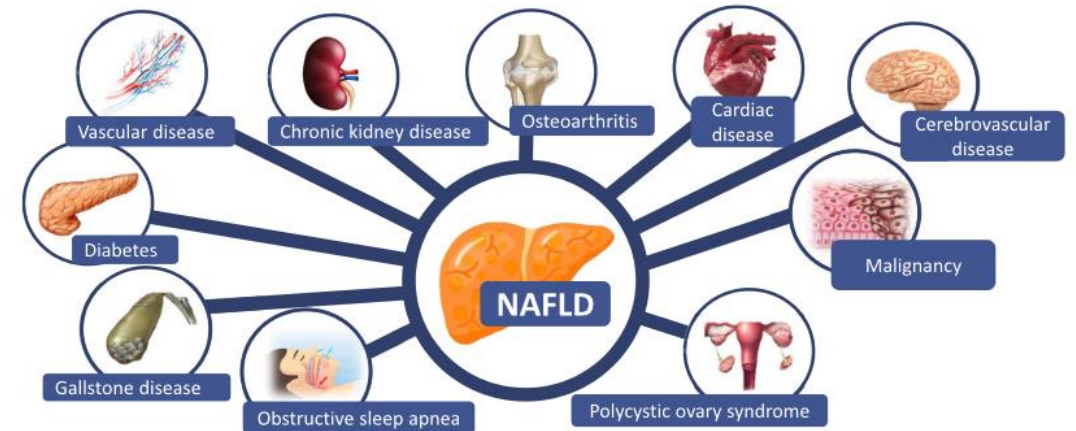 Vascular disease
Chronic kidney disease
Osteoarthritis
Cardiac
disease
Cerebrovascular
disease
Diabetes
Malignancy
NAFLD
Gallstone disease
Obstructive sleep apnea
Polycystic ovary syndrome